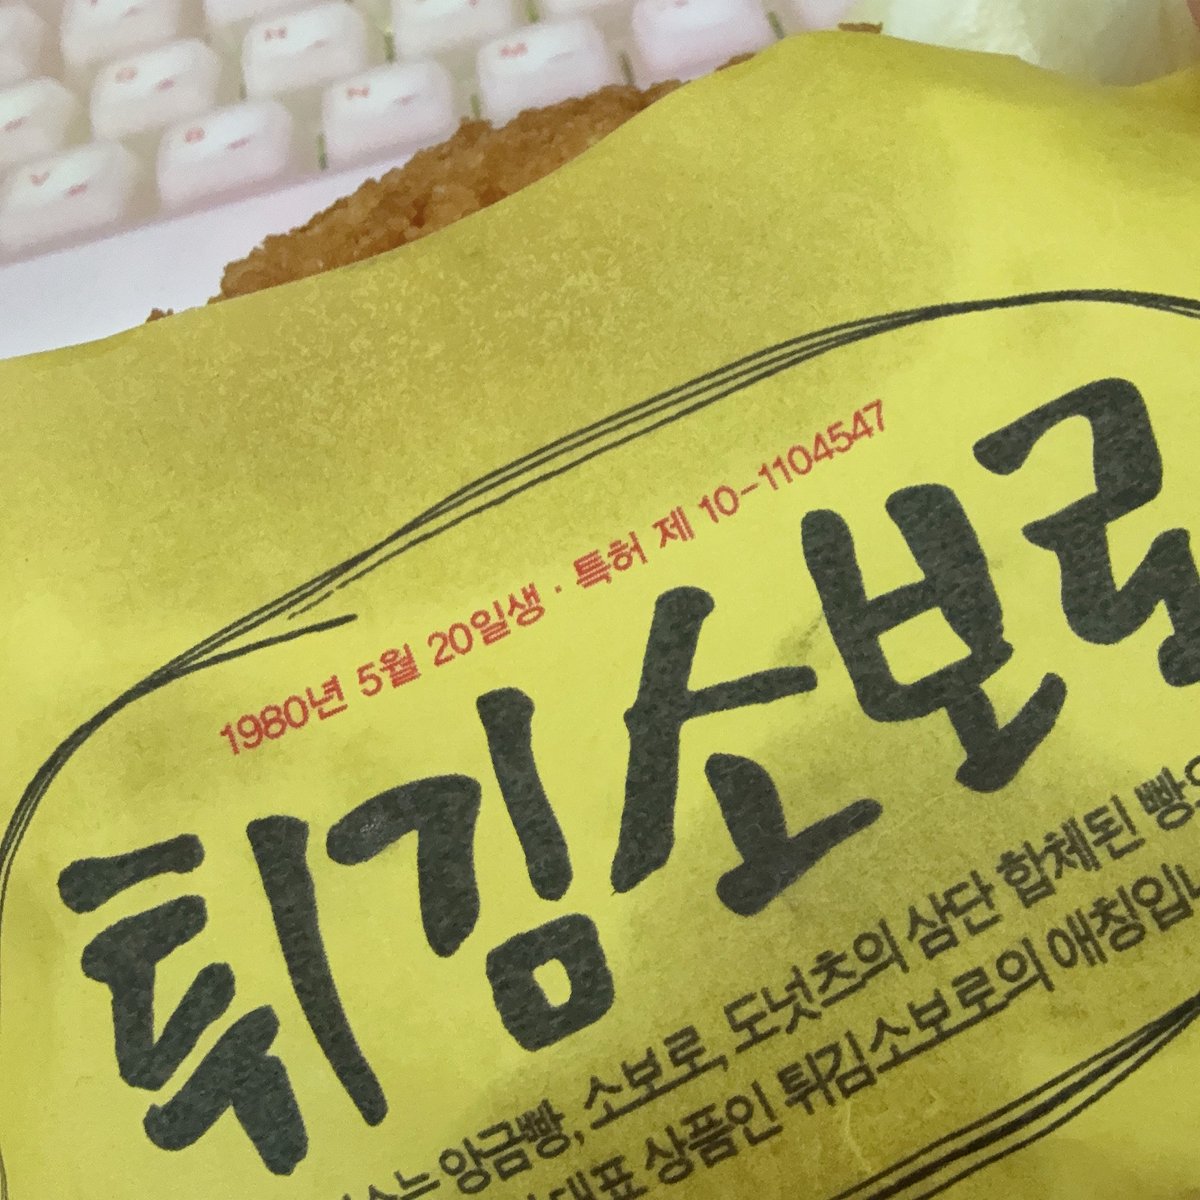 1980년 5월 20일생 · 특허 제 10-1104547
튀김소보로
앙금빵, 소보로, 도넛츠의 삼단 합체된
대표 상품인 튀김소보로의 애칭입니